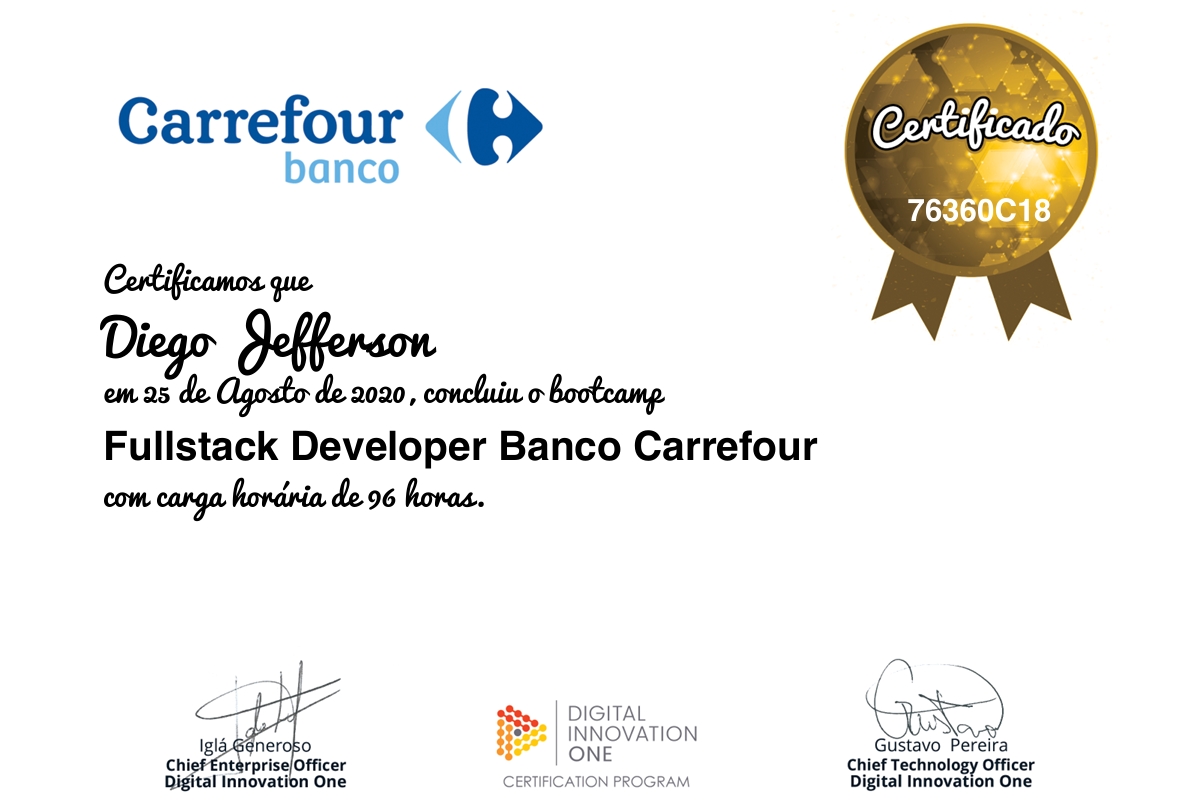 Carrefour
banco
Certificado
76360C18
Certificamos que
Diego Jefferson
em 25 de Agosto de 2020, concluiu o bootcamp
Fullstack Developer Banco Carrefour
com carga horária de 96 horas.
Iglá Generoso
Chief Enterprise Officer
Digital Innovation One
DIGITAL
INNOVATION
ONE
CERTIFICATION PROGRAM
Gustavo
Gustavo Pereira
Chief Technology Officer
Digital Innovation One